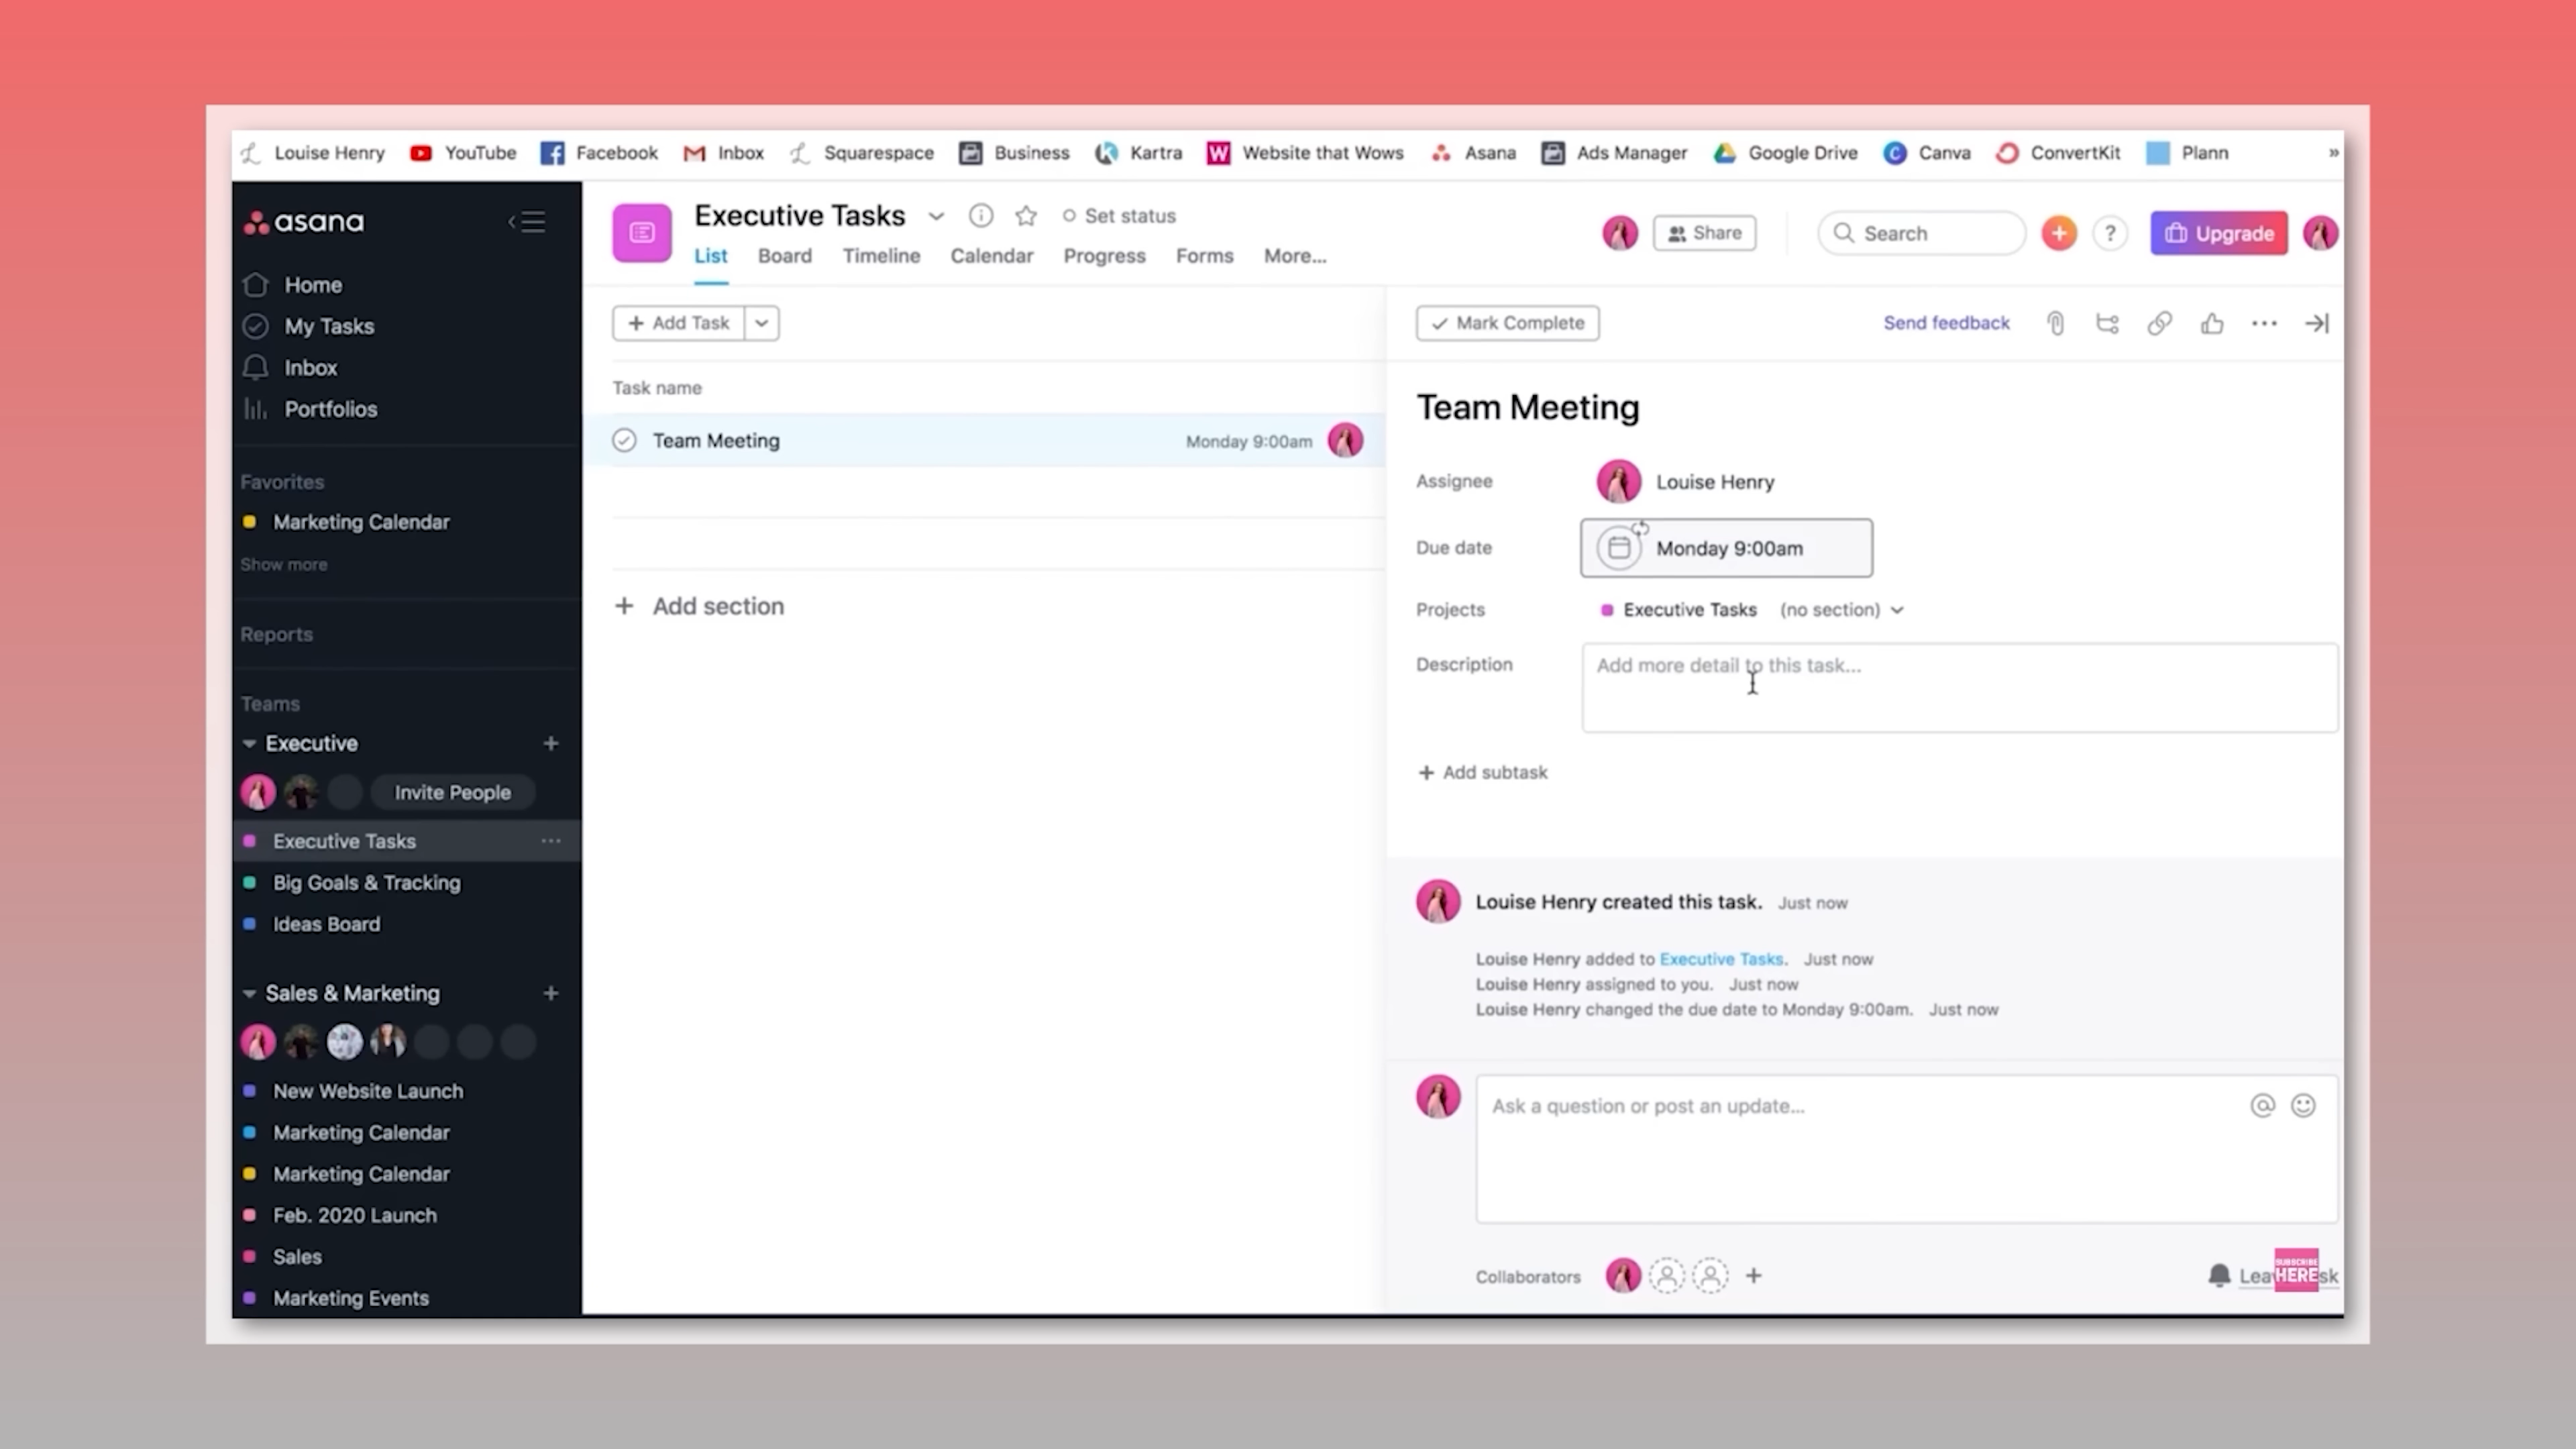 Louise Henry YouTube Facebook Inbox Squarespace Business Kartra Website that Wows Asana Ads Manager Google Drive Canva ConvertKit Plann »
asana
Home
My Tasks
Inbox
Portfolios
Favorites
Marketing Calendar
Show more
Reports
Teams
Executive
Invite People
Executive Tasks
Big Goals & Tracking
Ideas Board
Sales & Marketing
New Website Launch
Marketing Calendar
Marketing Calendar
Feb. 2020 Launch
Sales
Marketing Events
Executive Tasks Set status
List Board Timeline Calendar Progress Forms More...
Share Search ? Upgrade
+ Add Task
Task name
Team Meeting Monday 9:00am
+ Add section
Mark Complete Send feedback
Team Meeting
Assignee Louise Henry
Due date Monday 9:00am
Projects Executive Tasks (no section)
Description Add more detail to this task...
+ Add subtask
Louise Henry created this task. Just now
Louise Henry added to Executive Tasks. Just now
Louise Henry assigned to you. Just now
Louise Henry changed the due date to Monday 9:00am. Just now
Ask a question or post an update...
Collaborators
SUBSCRIBE
HERE